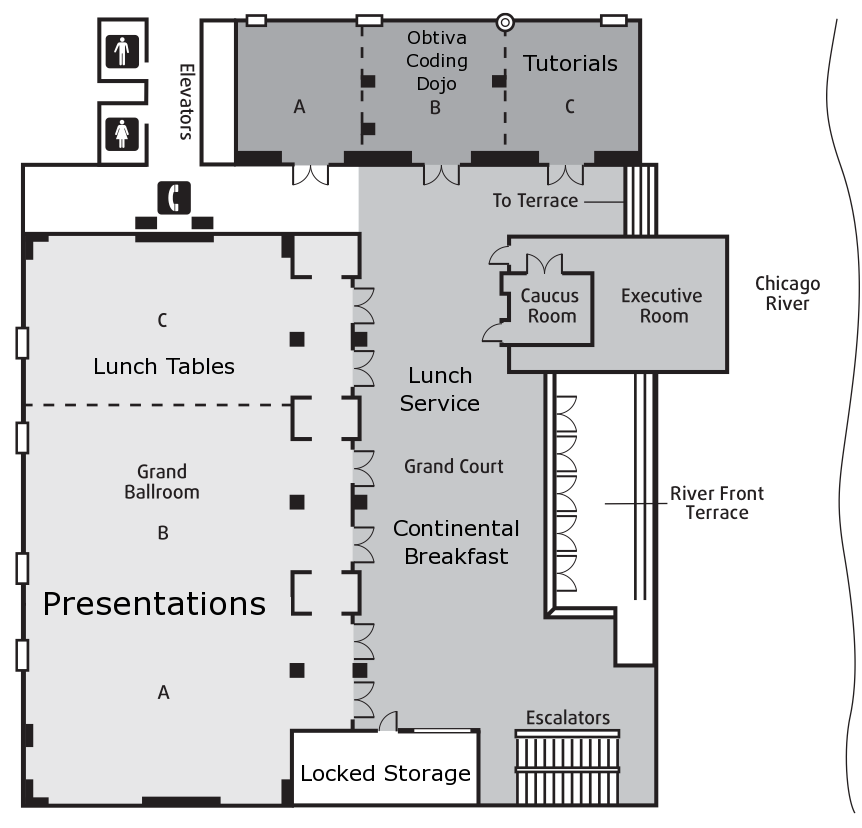 Obtiva
Coding
Dojo
Tutorials
Elevators
A
B
C
To Terrace
Caucus
Room
Executive
Room
Chicago
River
C
Lunch Tables
Lunch
Service
Grand
Ballroom
Grand Court
B
River Front
Terrace
Continental
Breakfast
Presentations
A
Escalators
Locked Storage